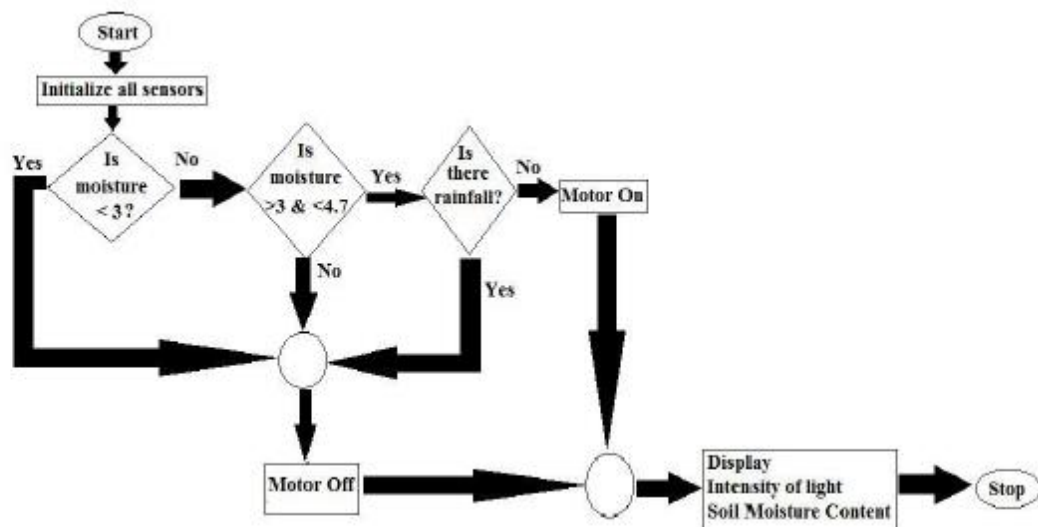 Start
Initialize all sensors
Yes
Is
moisture
< 3?
No
Is
moisture
>3 & <4.7
Yes
Is
there
rainfall?
No
Motor On
No
Yes
Motor Off
Display
Intensity of light
Soil Moisture Content
Stop